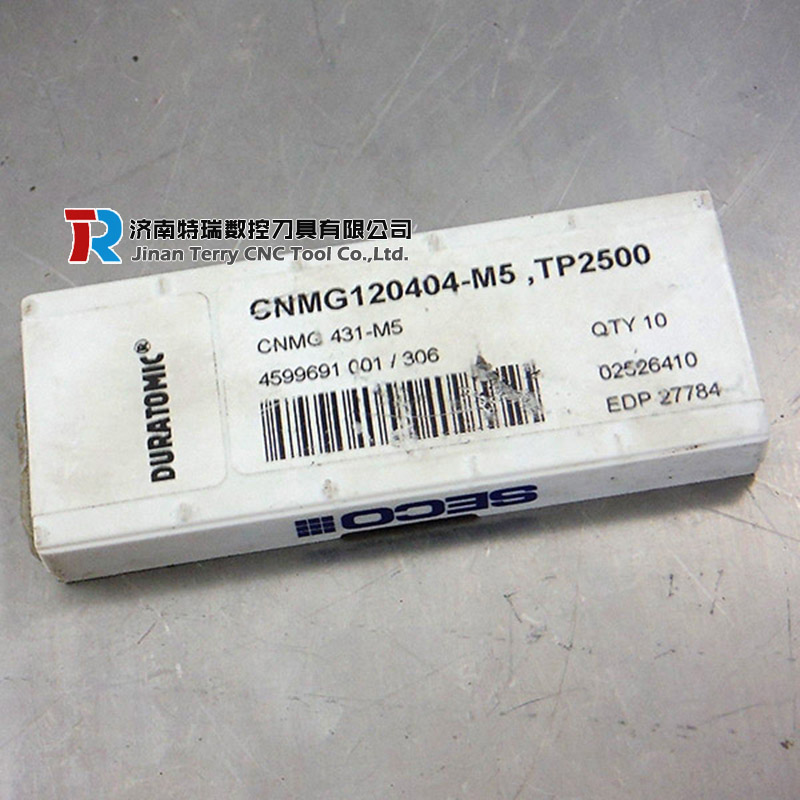 TR
济南特瑞数控刀具有限公司
Jinan Terry CNC Tool Co.,Ltd.
CNMG120404-M5 ,TP2500
CNMG 431-M5
QTY 10
4599691 001 / 306
02526410
EDP 27784
DURATOMIC®
SECO